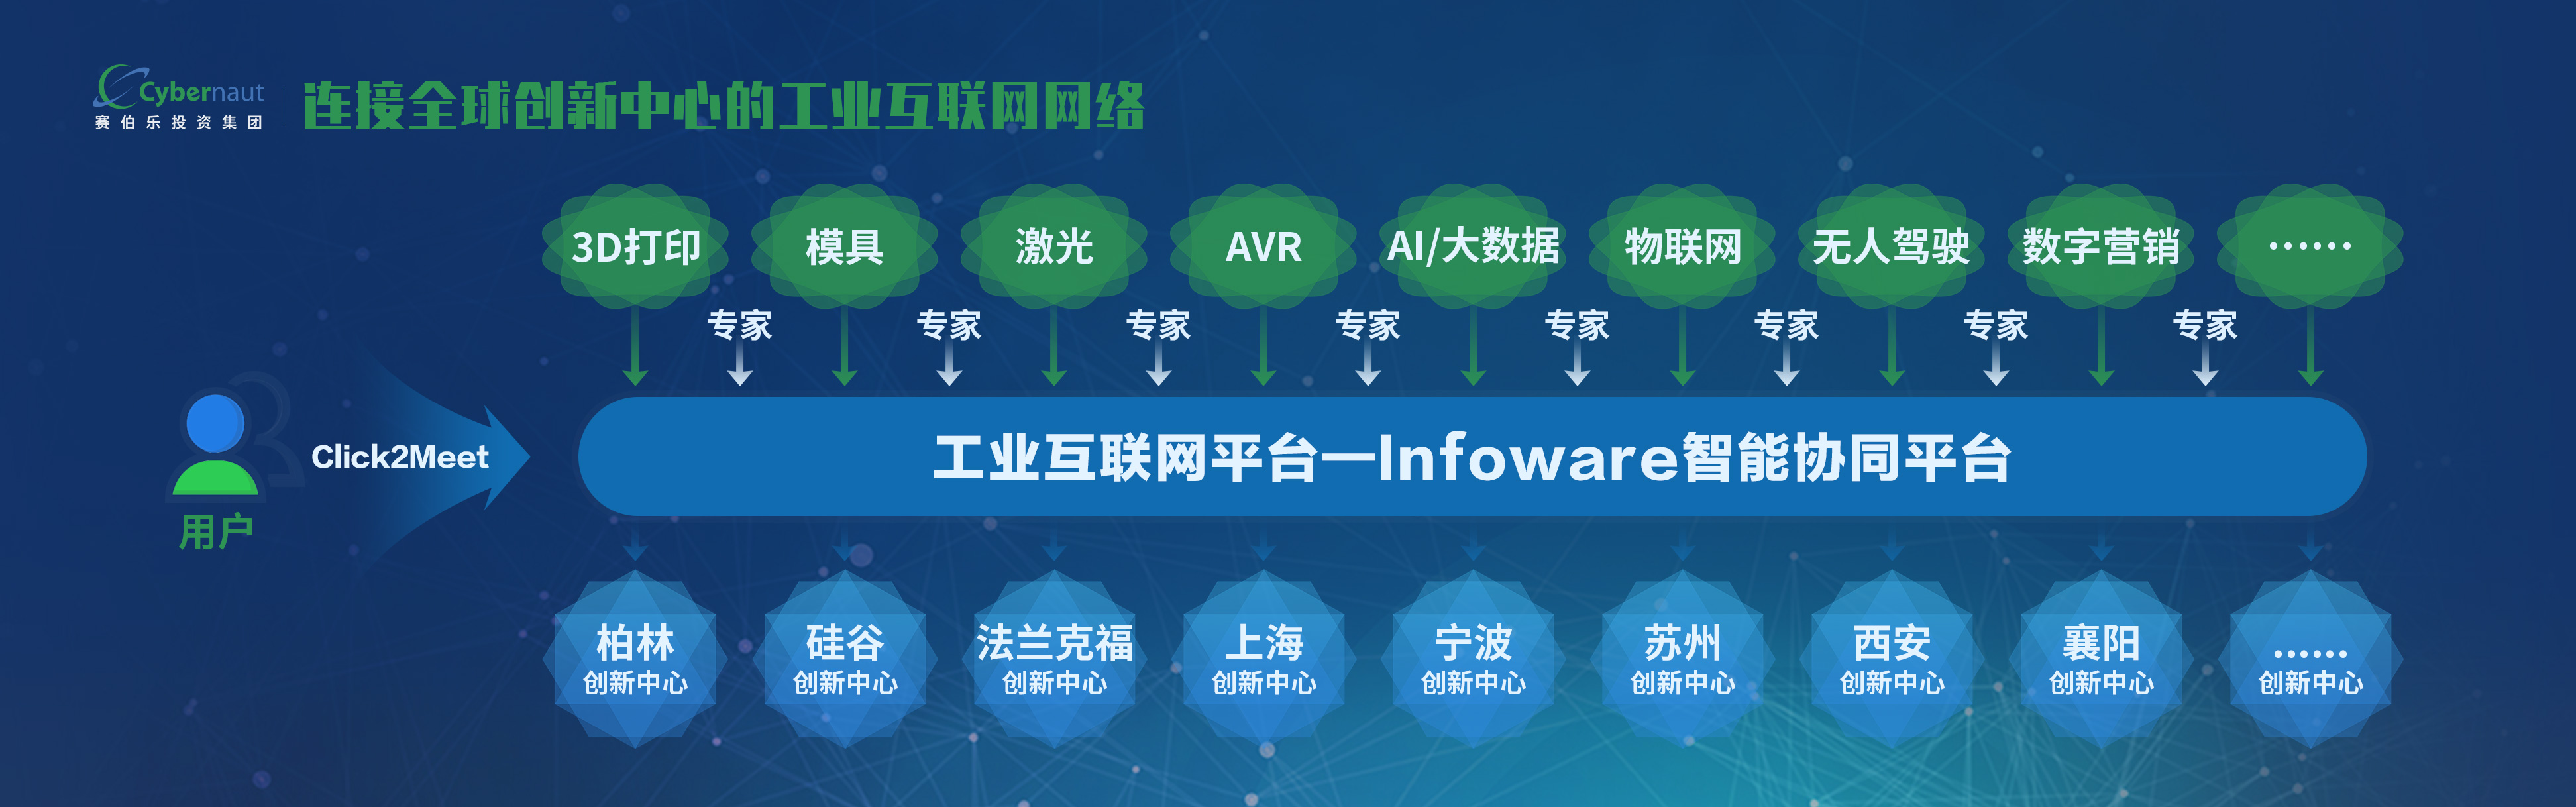 Cybernaut
赛伯乐投资集团
连接全球创新中心的工业互联网网络
3D打印
模具
激光
AVR
AI/大数据
物联网
无人驾驶
数字营销
……
专家
专家
专家
专家
专家
专家
专家
专家
Click2Meet
用户
工业互联网平台—Infoware智能协同平台
柏林
创新中心
硅谷
创新中心
法兰克福
创新中心
上海
创新中心
宁波
创新中心
苏州
创新中心
西安
创新中心
襄阳
创新中心
……
创新中心